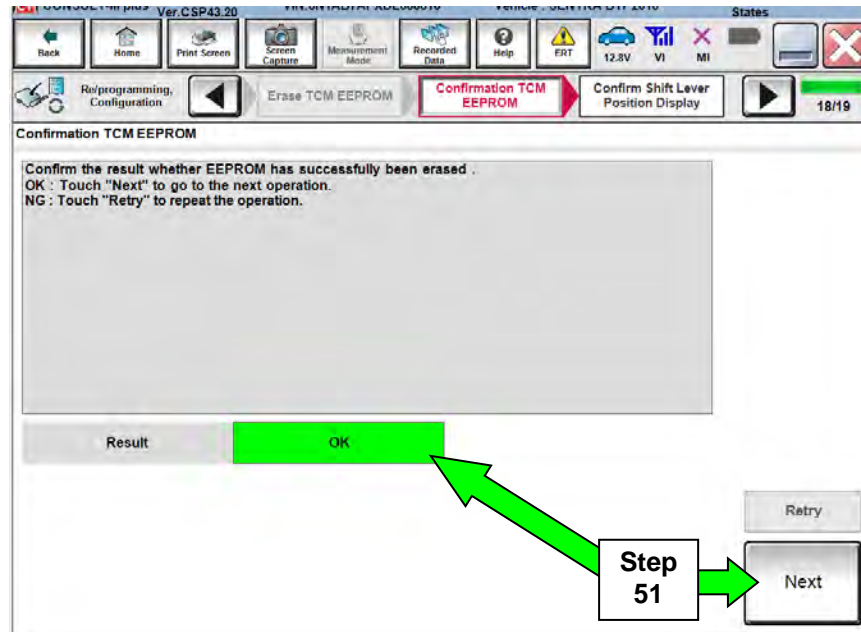 Ver.CSP43.20 States
Back Home Print Screen Screen Capture Measurement Mode Recorded Data Help ERT 12.8V VI MI
Re/programming, Configuration
Erase TCM EEPROM
Confirmation TCM EEPROM
Confirm Shift Lever Position Display
18/19
Confirmation TCM EEPROM
Confirm the result whether EEPROM has successfully been erased .
OK : Touch "Next" to go to the next operation.
NG : Touch "Retry" to repeat the operation.
Result OK
Retry
Step
51
Next